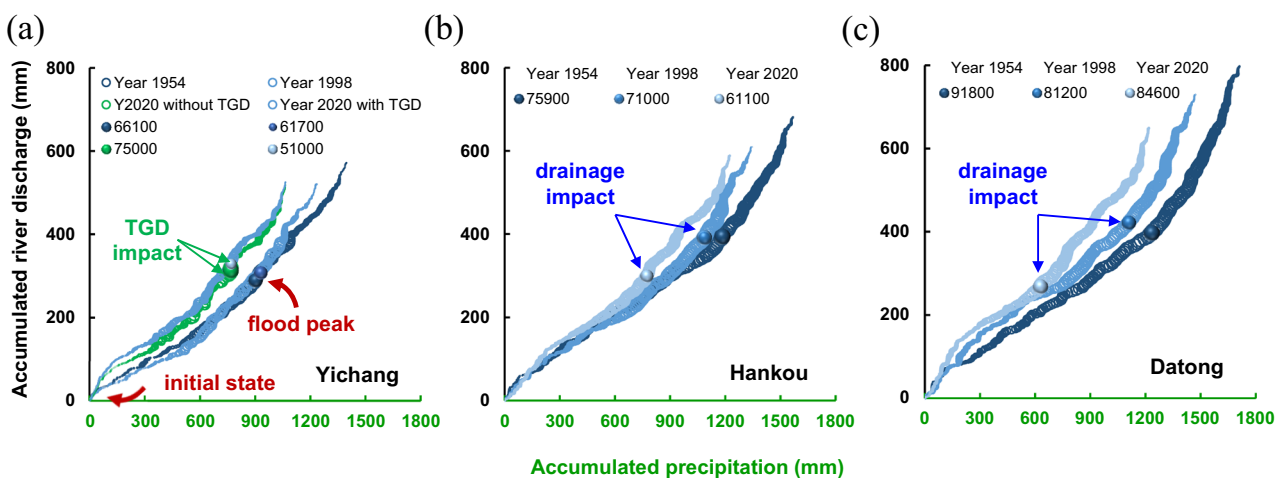 (a)
Accumulated river discharge (mm)
800
600
400
200
0
Year 1954
Year 1998
Y2020 without TGD
Year 2020 with TGD
66100
61700
75000
51000
TGD
impact
flood peak
initial state
Yichang
0
300
600
900
1200
1500
1800
(b)
800
600
400
200
0
Year 1954
Year 1998
Year 2020
75900
71000
61100
drainage
impact
Hankou
0
300
600
900
1200
1500
1800
Accumulated precipitation (mm)
(c)
800
600
400
200
0
Year 1954
Year 1998
Year 2020
91800
81200
84600
drainage
impact
Datong
0
300
600
900
1200
1500
1800